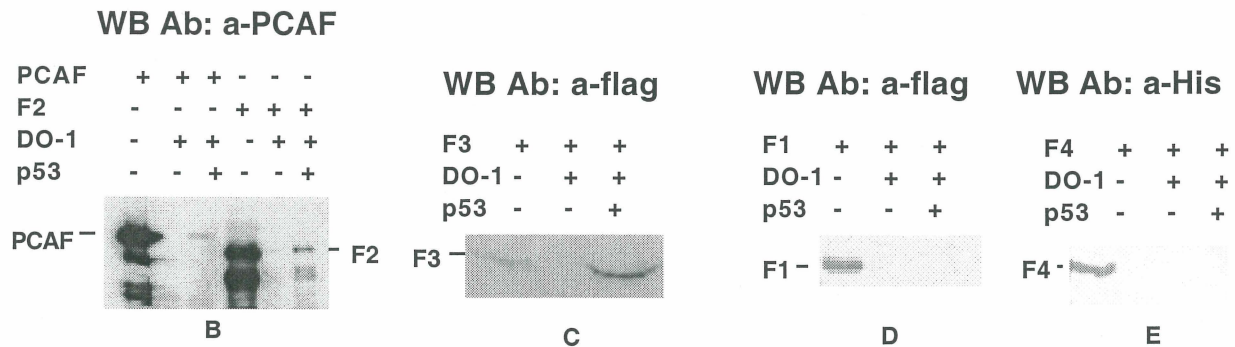 WB Ab: a-PCAF
PCAF + + + - - -
F2 - - - + + +
DO-1 - + + - + +
p53 - - + - - +
PCAF
F2
B
WB Ab: a-flag
F3 + + +
DO-1 - + +
p53 - - +
F3
C
WB Ab: a-flag
F1 + + +
DO-1 - + +
p53 - - +
F1
D
WB Ab: a-His
F4 + + +
DO-1 - + +
p53 - - +
F4
E